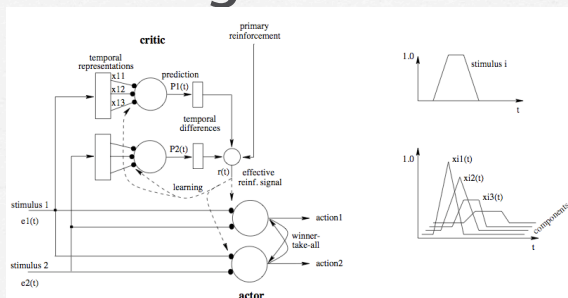 critic
primary
reinforcement
temporal
representations
x11
x12
x13
prediction
P1(t)
temporal
differences
P2(t)
r(t)
effective
reinf. signal
learning
stimulus 1
e1(t)
action1
winner-
take-all
stimulus 2
action2
e2(t)
actor
1.0
stimulus i
t
1.0
xi1(t)
xi2(t)
xi3(t)
components
t